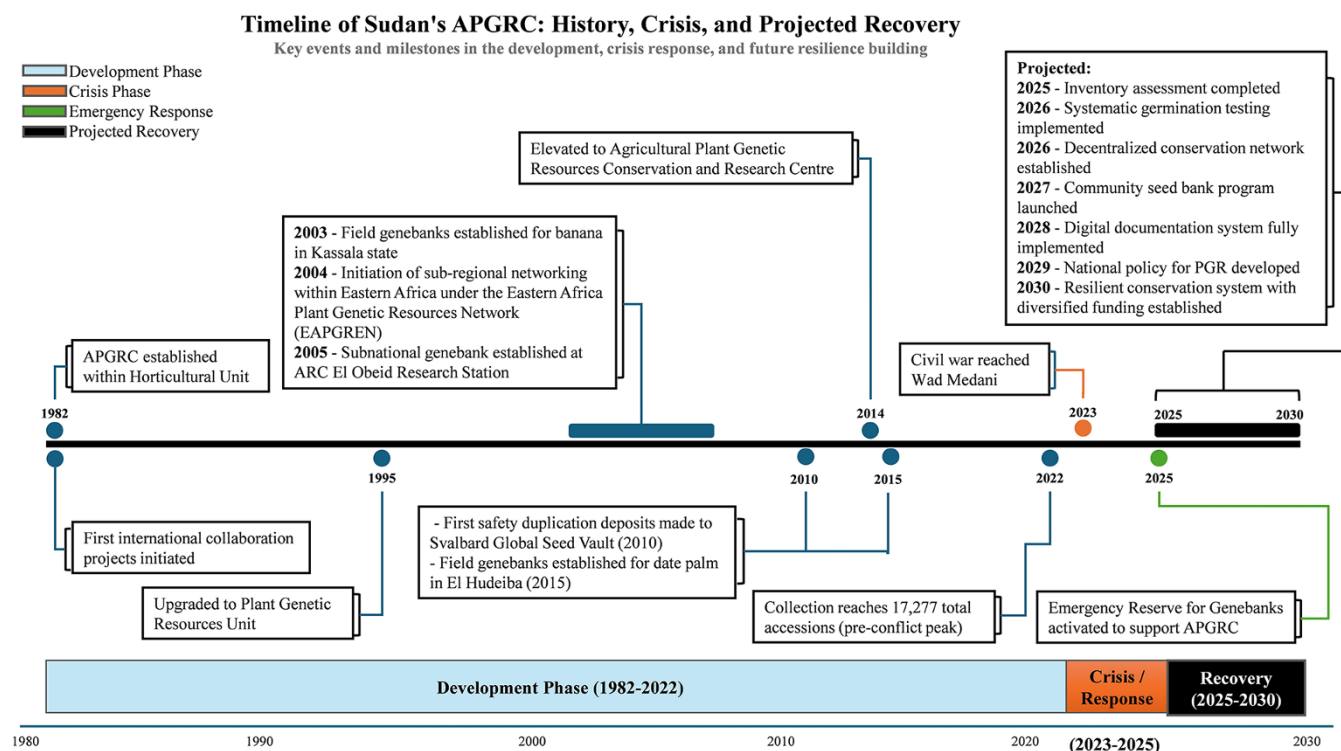 Timeline of Sudan's APGRC: History, Crisis, and Projected Recovery
Key events and milestones in the development, crisis response, and future resilience building
Development Phase
Crisis Phase
Emergency Response
Projected Recovery
Projected:
2025 - Inventory assessment completed
2026 - Systematic germination testing
implemented
2026 - Decentralized conservation network
established
2027 - Community seed bank program
launched
2028 - Digital documentation system fully
implemented
2029 - National policy for PGR developed
2030 - Resilient conservation system with
diversified funding established
Elevated to Agricultural Plant Genetic
Resources Conservation and Research Centre
2003 - Field genebanks established for banana
in Kassala state
2004 - Initiation of sub-regional networking
within Eastern Africa under the Eastern Africa
Plant Genetic Resources Network
(EAPGREN)
2005 - Subnational genebank established at
ARC El Obeid Research Station
APGRC established
within Horticultural Unit
Civil war reached
Wad Medani
1982
2014
2023
2025
2030
1995
2010
2015
2022
2025
First international collaboration
projects initiated
Upgraded to Plant Genetic
Resources Unit
- First safety duplication deposits made to
Svalbard Global Seed Vault (2010)
- Field genebanks established for date palm
in El Hudeiba (2015)
Collection reaches 17,277 total
accessions (pre-conflict peak)
Emergency Reserve for Genebanks
activated to support APGRC
Development Phase (1982-2022)
Crisis /
Response
Recovery
(2025-2030)
1980
1990
2000
2010
2020
(2023-2025)
2030